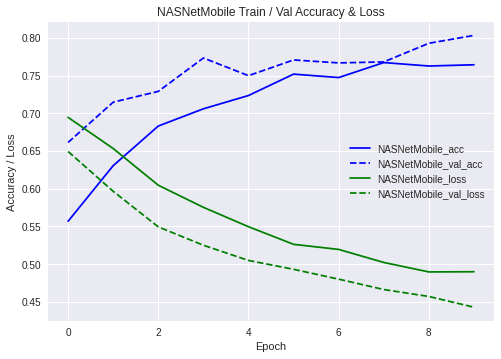 NASNetMobile Train / Val Accuracy & Loss
Accuracy / Loss
0.80
0.75
0.70
0.65
0.60
0.55
0.50
0.45
NASNetMobile_acc
NASNetMobile_val_acc
NASNetMobile_loss
NASNetMobile_val_loss
0 2 4 6 8
Epoch